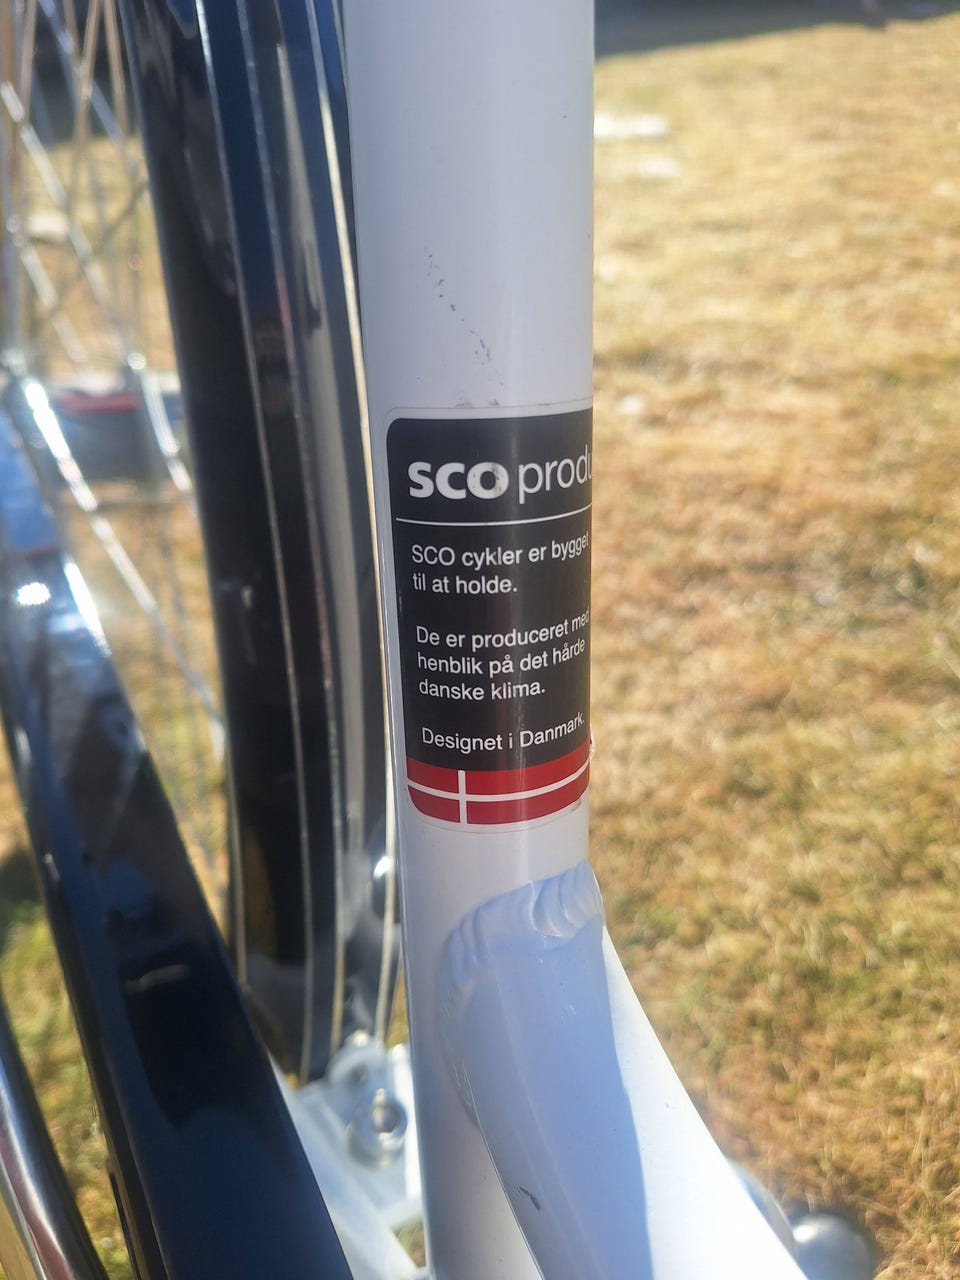 sco produ
SCO cykler er bygget
til at holde.
De er produceret med
henblik på det hårde
danske klima.
Designet i Danmark.